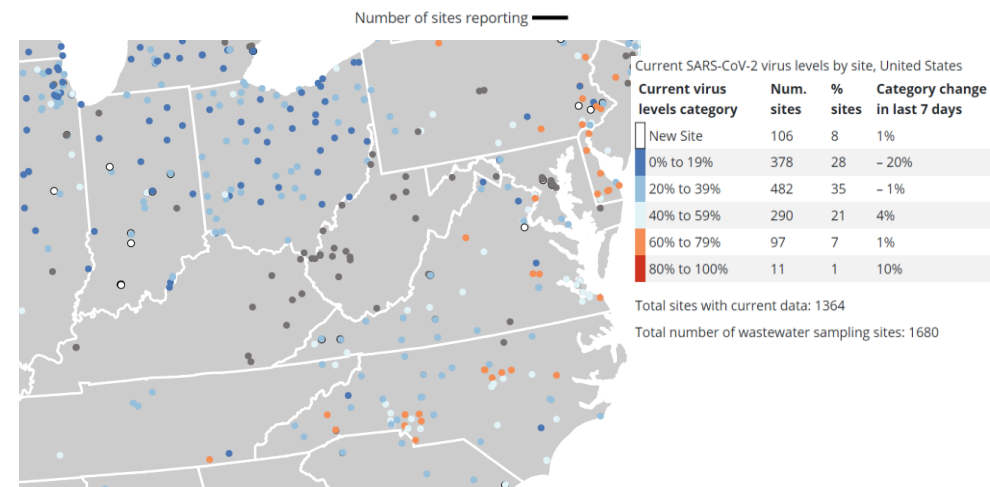 Number of sites reporting
Current SARS-CoV-2 virus levels by site, United States
Current virus levels category Num. sites % sites Category change in last 7 days
New Site 106 8 1%
0% to 19% 378 28 – 20%
20% to 39% 482 35 – 1%
40% to 59% 290 21 4%
60% to 79% 97 7 1%
80% to 100% 11 1 10%
Total sites with current data: 1364
Total number of wastewater sampling sites: 1680